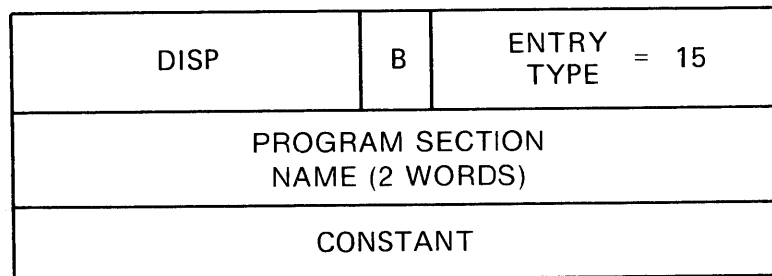 DISP B ENTRY TYPE = 15
PROGRAM SECTION
NAME (2 WORDS)
CONSTANT